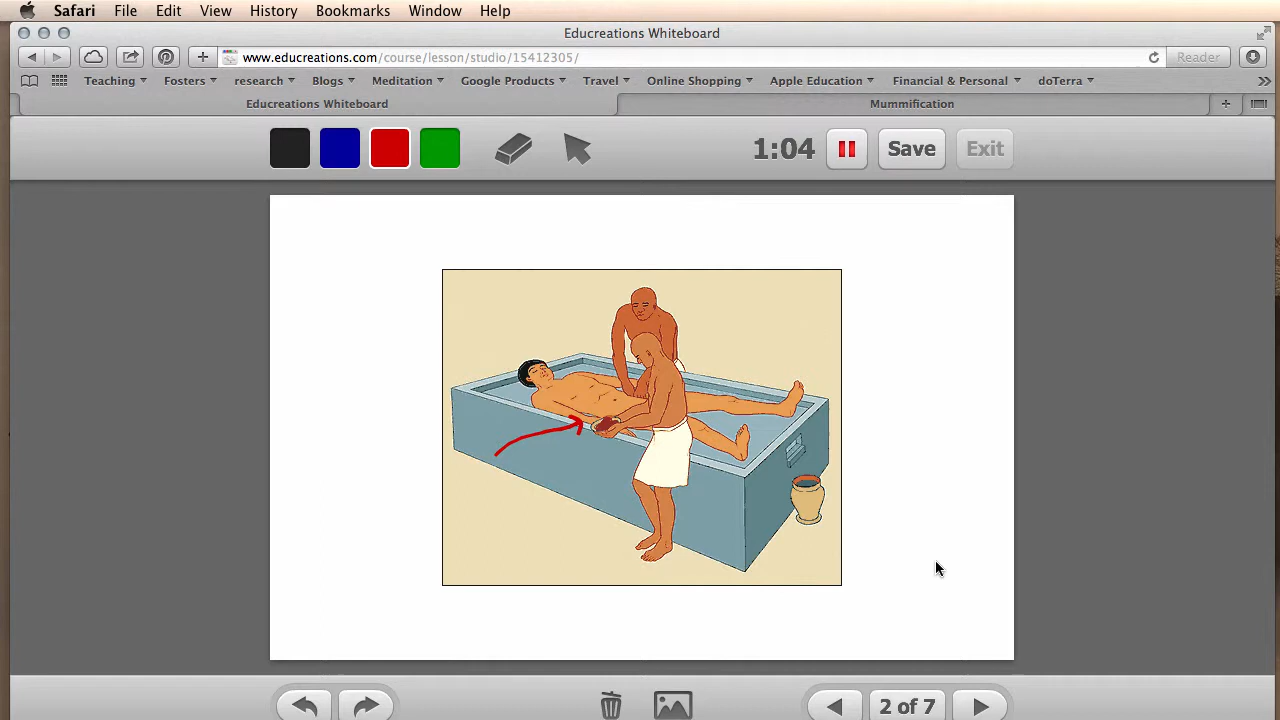 Safari File Edit View History Bookmarks Window Help
Educreations Whiteboard
www.educreations.com/course/lesson/studio/15412305/ Reader
Teaching Fosters research Blogs Meditation Google Products Travel Online Shopping Apple Education Financial & Personal doTerra
Educreations Whiteboard Mummification
1:04 Save Exit
2 of 7